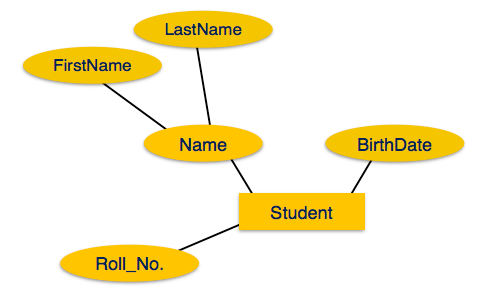 LastName
FirstName
Name
BirthDate
Student
Roll_No.